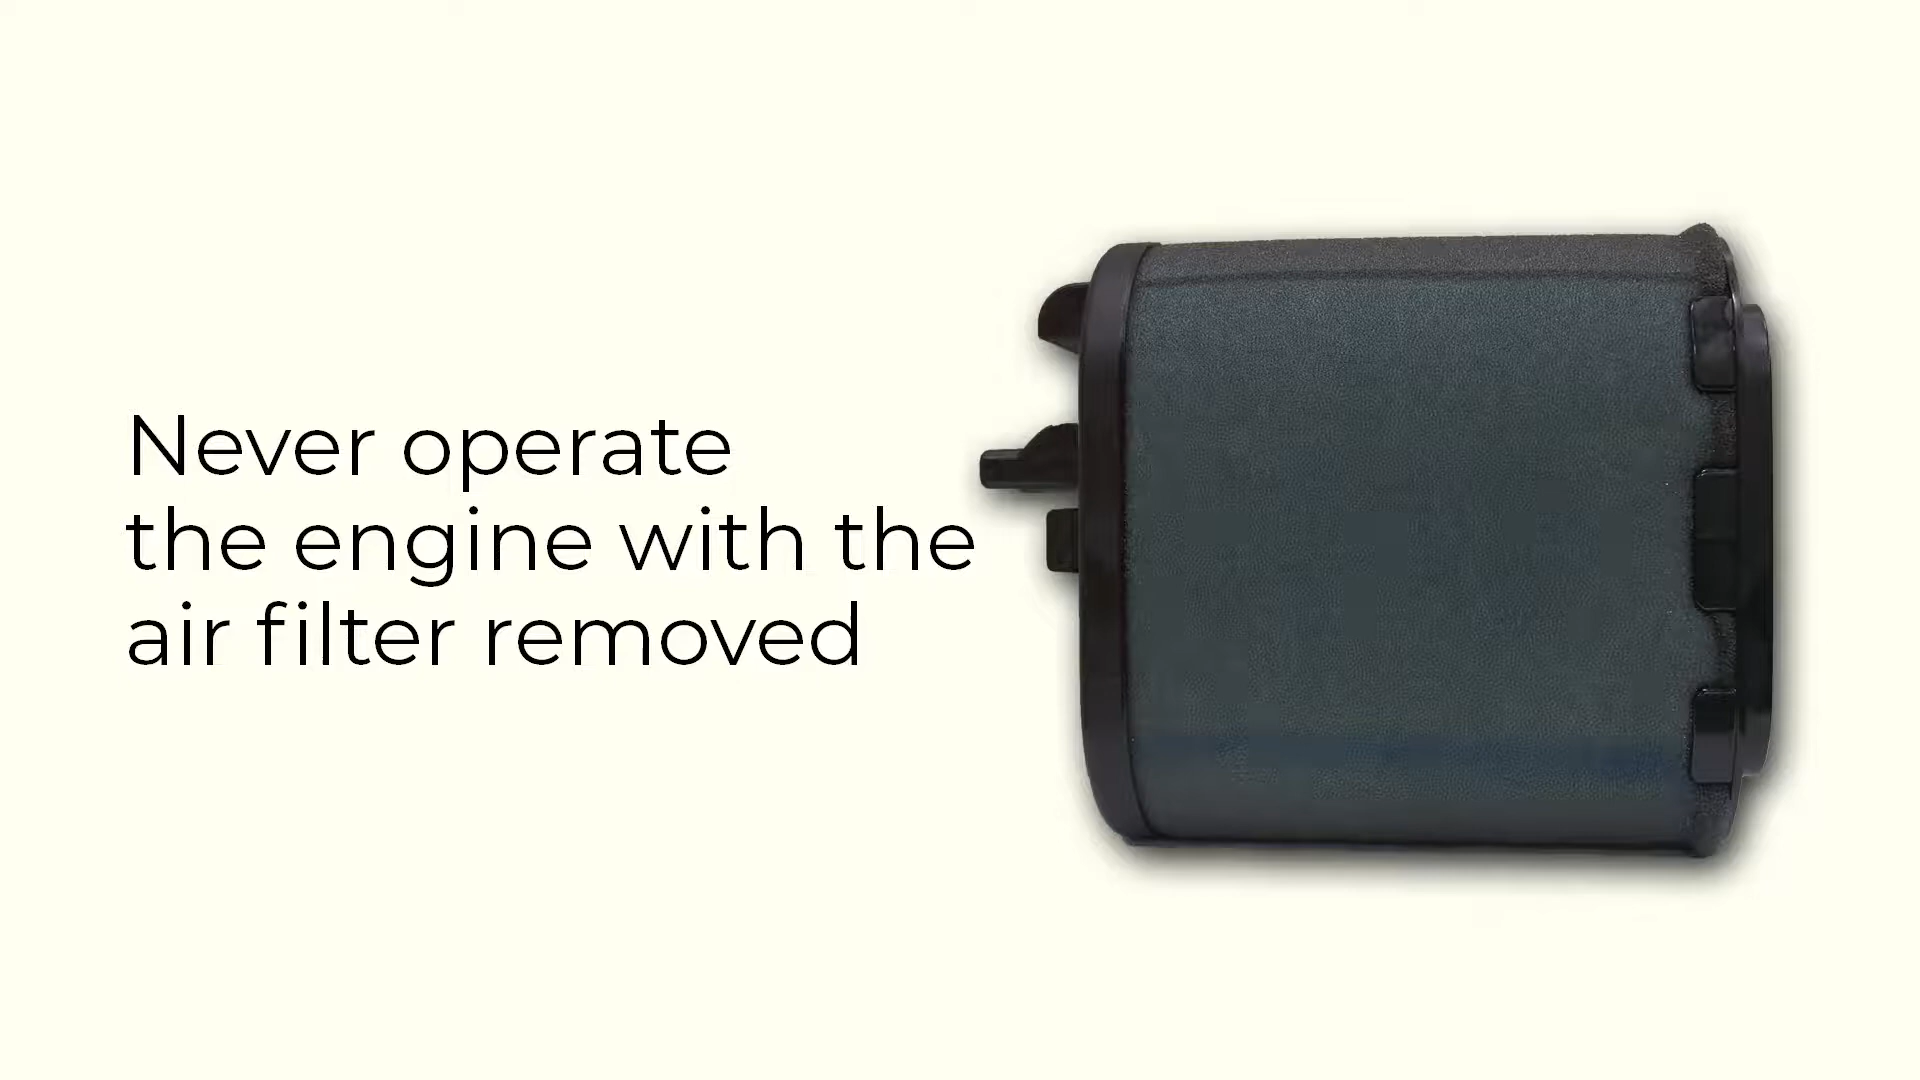 Never operate
the engine with the
air filter removed